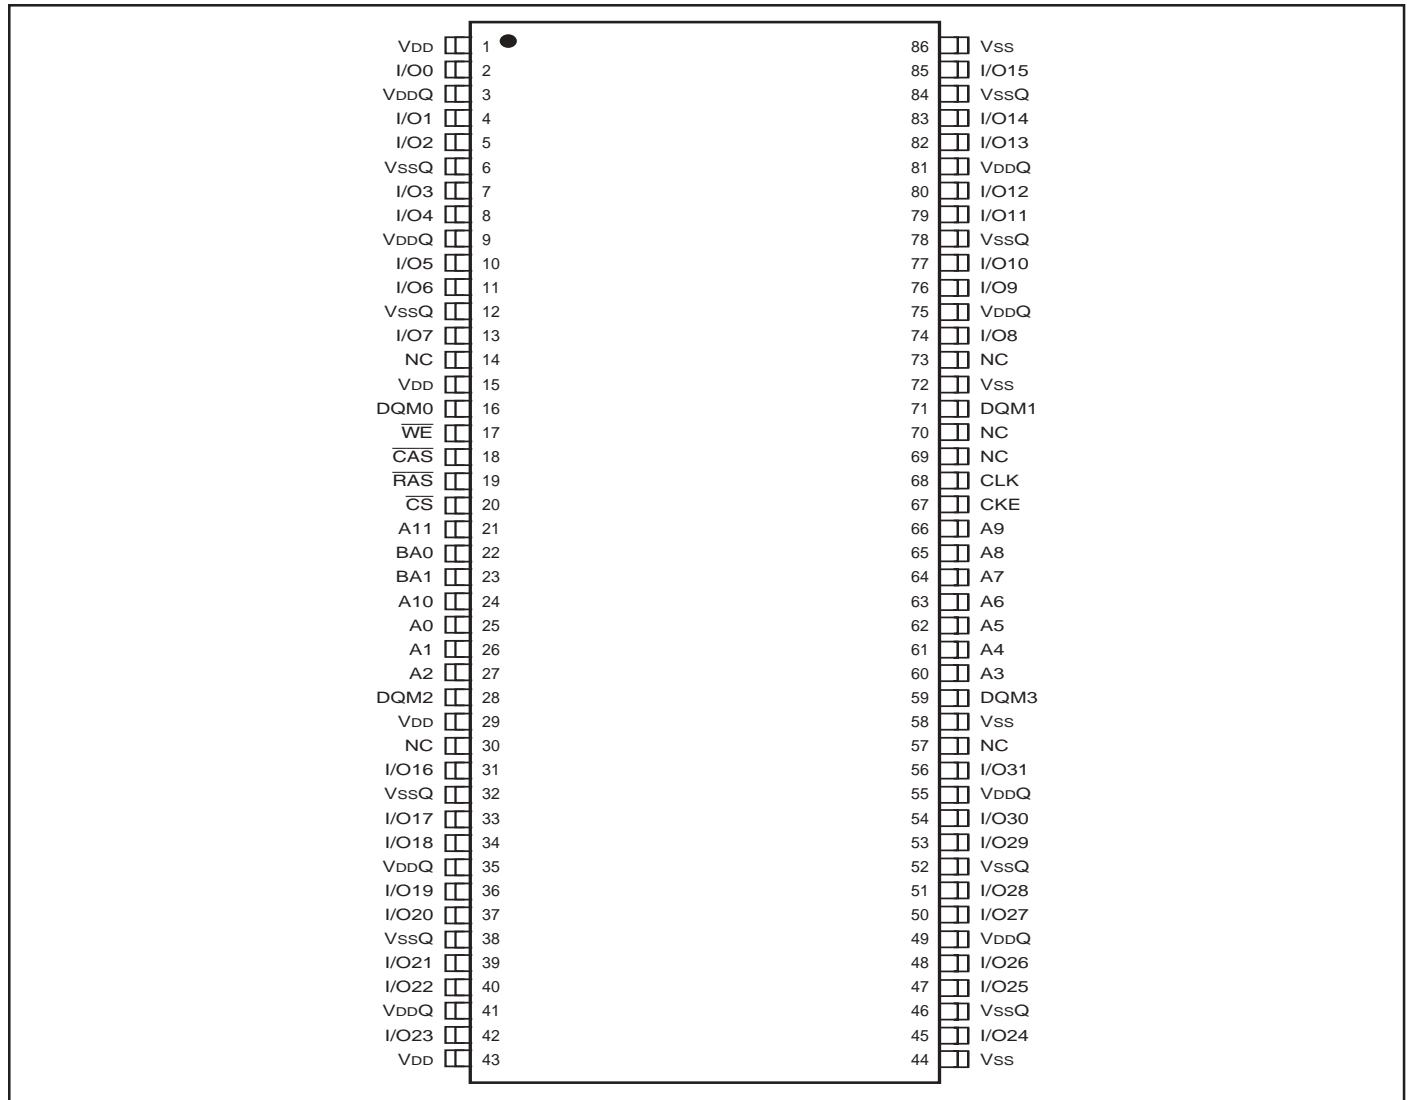 VDD 1 86 Vss
I/O0 2 85 I/O15
VDDQ 3 84 VssQ
I/O1 4 83 I/O14
I/O2 5 82 I/O13
VssQ 6 81 VDDQ
I/O3 7 80 I/O12
I/O4 8 79 I/O11
VDDQ 9 78 VssQ
I/O5 10 77 I/O10
I/O6 11 76 I/O9
VssQ 12 75 VDDQ
I/O7 13 74 I/O8
NC 14 73 NC
VDD 15 72 Vss
DQM0 16 71 DQM1
W̅E̅ 17 70 NC
C̅A̅S̅ 18 69 NC
R̅A̅S̅ 19 68 CLK
C̅S̅ 20 67 CKE
A11 21 66 A9
BA0 22 65 A8
BA1 23 64 A7
A10 24 63 A6
A0 25 62 A5
A1 26 61 A4
A2 27 60 A3
DQM2 28 59 DQM3
VDD 29 58 Vss
NC 30 57 NC
I/O16 31 56 I/O31
VssQ 32 55 VDDQ
I/O17 33 54 I/O30
I/O18 34 53 I/O29
VDDQ 35 52 VssQ
I/O19 36 51 I/O28
I/O20 37 50 I/O27
VssQ 38 49 VDDQ
I/O21 39 48 I/O26
I/O22 40 47 I/O25
VDDQ 41 46 VssQ
I/O23 42 45 I/O24
VDD 43 44 Vss